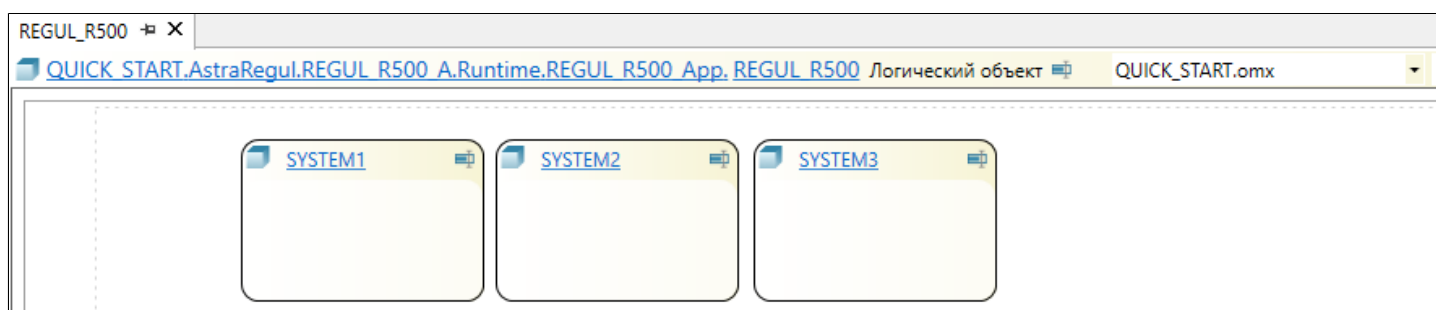 REGUL_R500
QUICK_START.AstraRegul.REGUL_R500_A.Runtime.REGUL_R500_App. REGUL_R500 Логический объект QUICK_START.omx
SYSTEM1 SYSTEM2 SYSTEM3